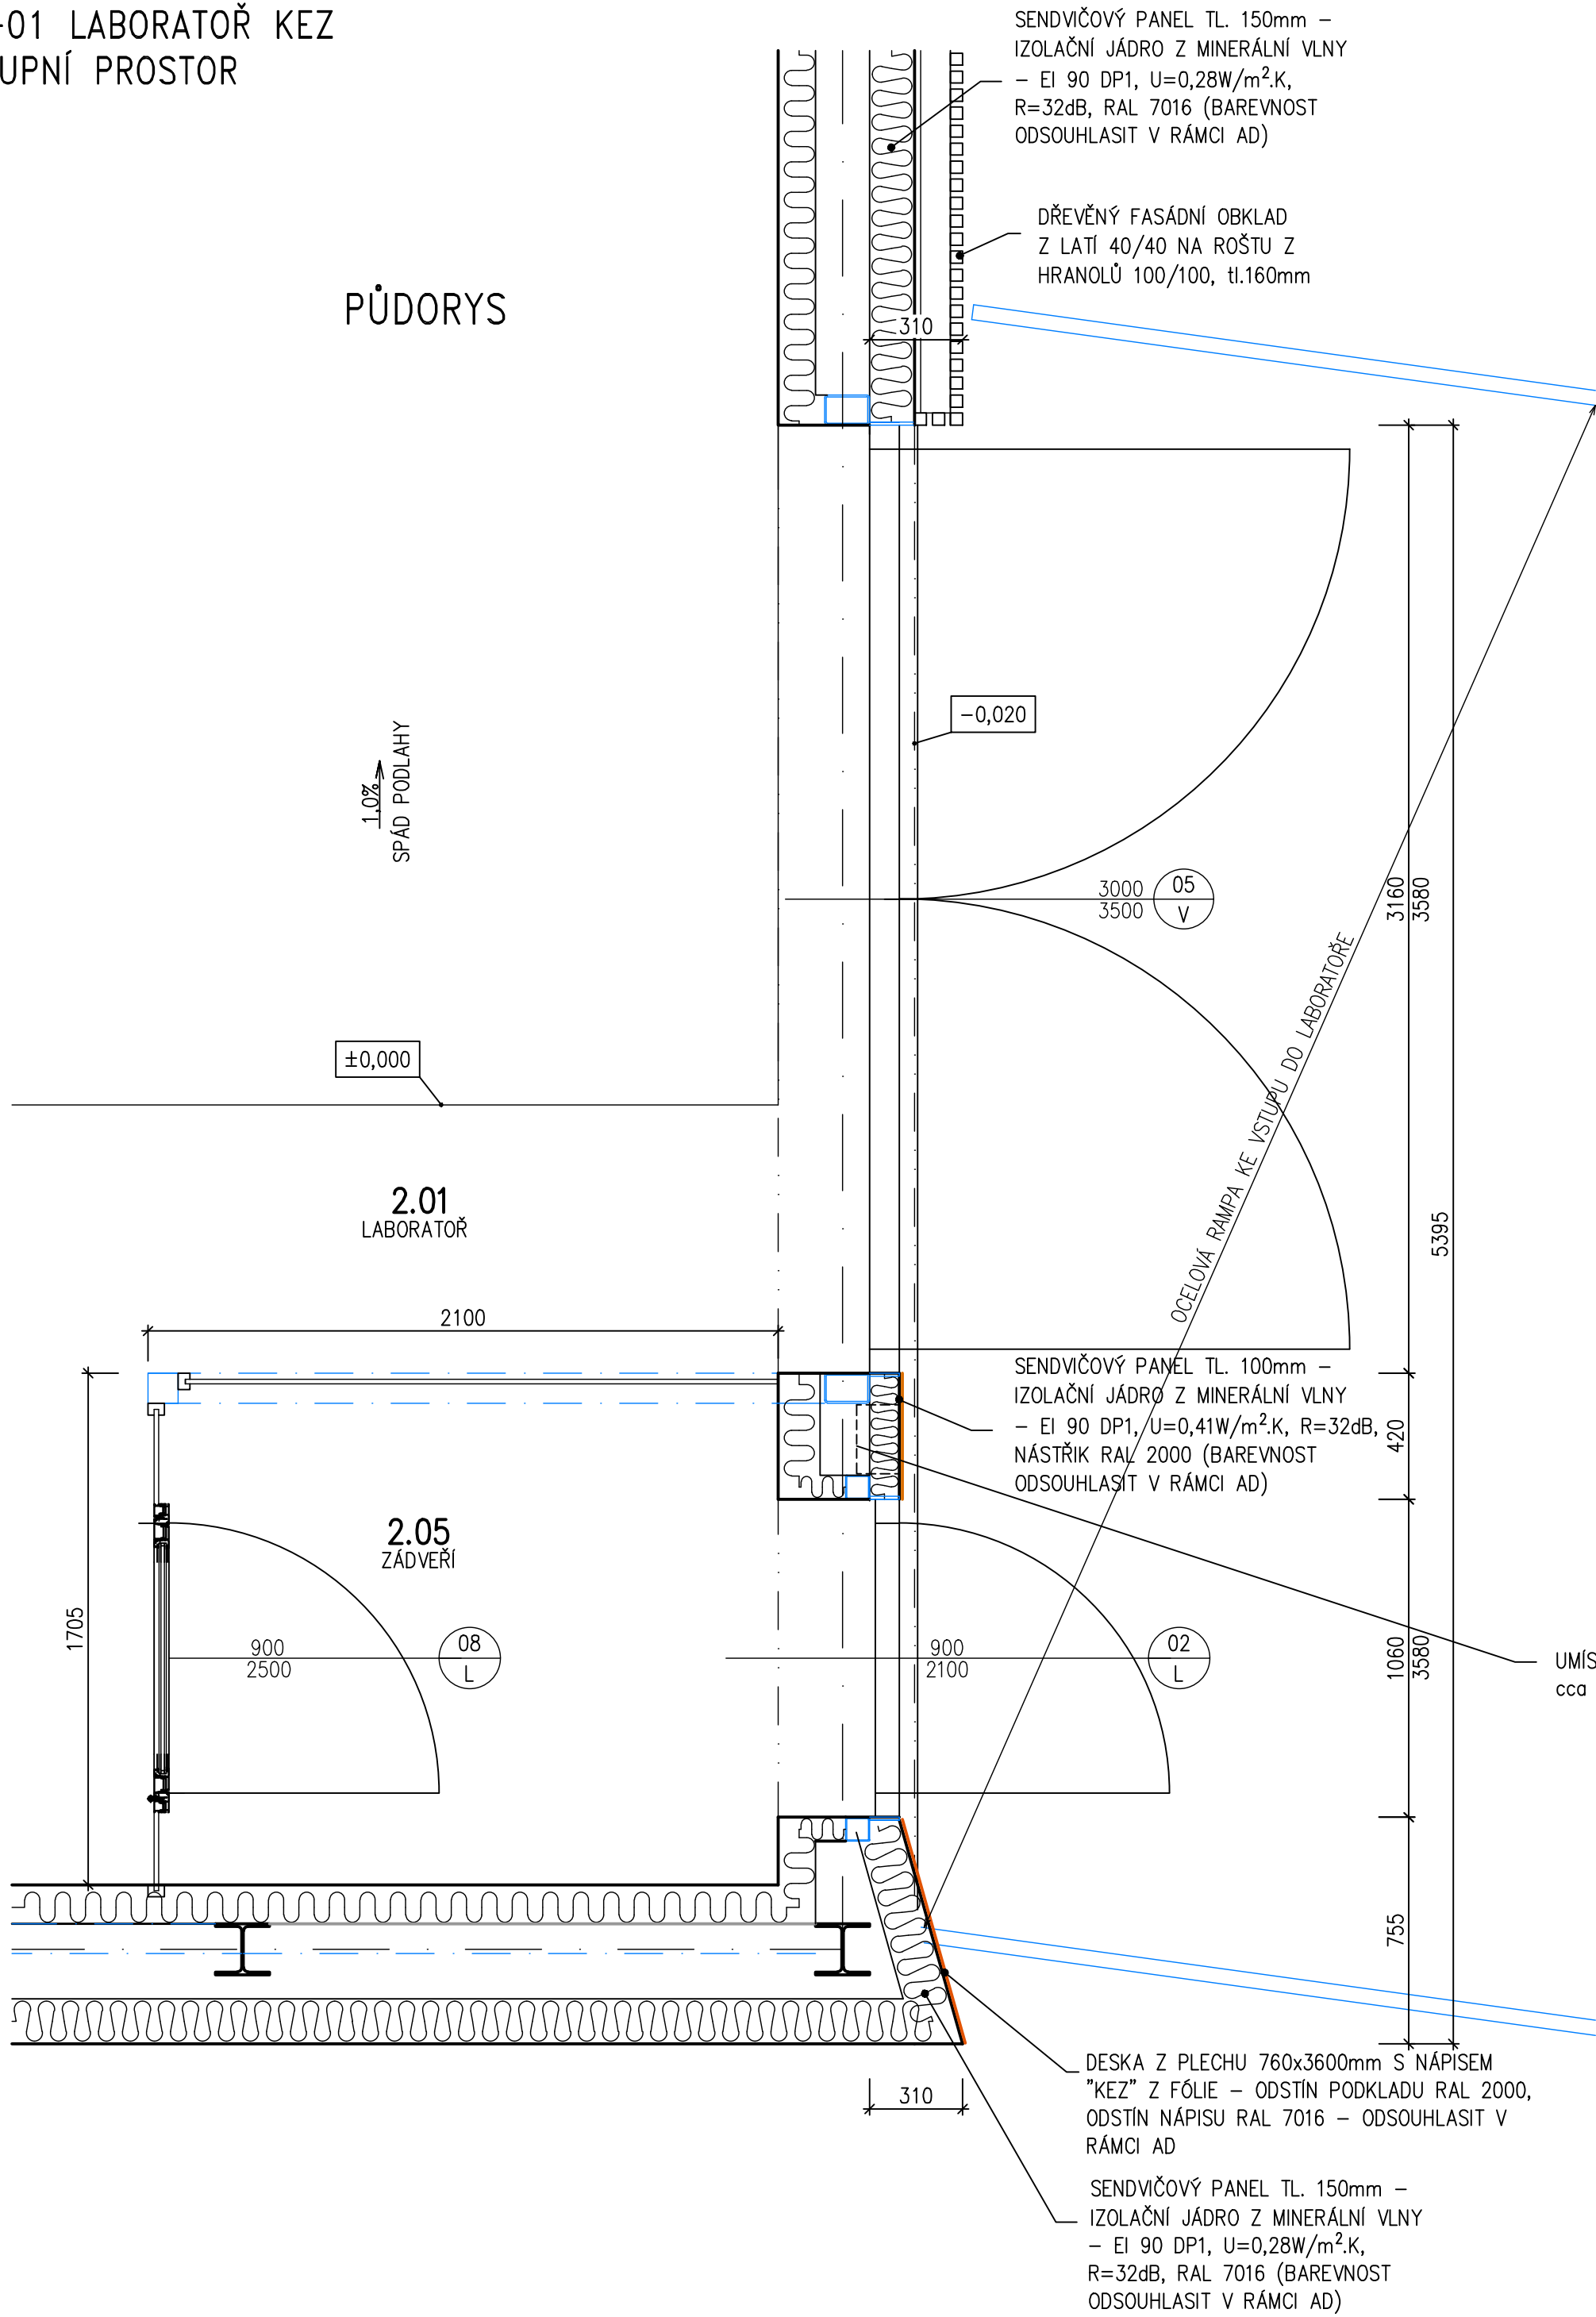 -01 LABORATOŘ KEZ
UPNÍ PROSTOR
SENDVIČOVÝ PANEL TL. 150mm –
IZOLAČNÍ JÁDRO Z MINERÁLNÍ VLNY
– EI 90 DP1, U=0,28W/m².K,
R=32dB, RAL 7016 (BAREVNOST
ODSOUHLASIT V RÁMCI AD)
DŘEVĚNÝ FASÁDNÍ OBKLAD
Z LATÍ 40/40 NA ROŠTU Z
HRANOLŮ 100/100, tl.160mm
PŮDORYS
310
-0,020
1,0%
SPÁD PODLAHY
3000
3500
05
V
3160
3580
OCELOVÁ RAMPA KE VSTUPU DO LABORATOŘE
±0,000
2.01
LABORATOŘ
5395
2100
SENDVIČOVÝ PANEL TL. 100mm –
IZOLAČNÍ JÁDRO Z MINERÁLNÍ VLNY
– EI 90 DP1, U=0,41W/m².K, R=32dB,
NÁSTŘIK RAL 2000 (BAREVNOST
ODSOUHLASIT V RÁMCI AD)
420
2.05
ZÁDVEŘÍ
1705
900
2500
08
L
900
2100
02
L
1060
3580
UMÍS
cca
755
310
DESKA Z PLECHU 760x3600mm S NÁPISEM
"KEZ" Z FÓLIE – ODSTÍN PODKLADU RAL 2000,
ODSTÍN NÁPISU RAL 7016 – ODSOUHLASIT V
RÁMCI AD
SENDVIČOVÝ PANEL TL. 150mm –
IZOLAČNÍ JÁDRO Z MINERÁLNÍ VLNY
– EI 90 DP1, U=0,28W/m².K,
R=32dB, RAL 7016 (BAREVNOST
ODSOUHLASIT V RÁMCI AD)